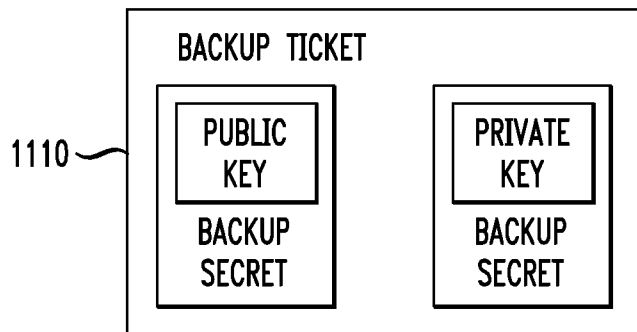 BACKUP TICKET
1110
PUBLIC
KEY
BACKUP
SECRET
PRIVATE
KEY
BACKUP
SECRET